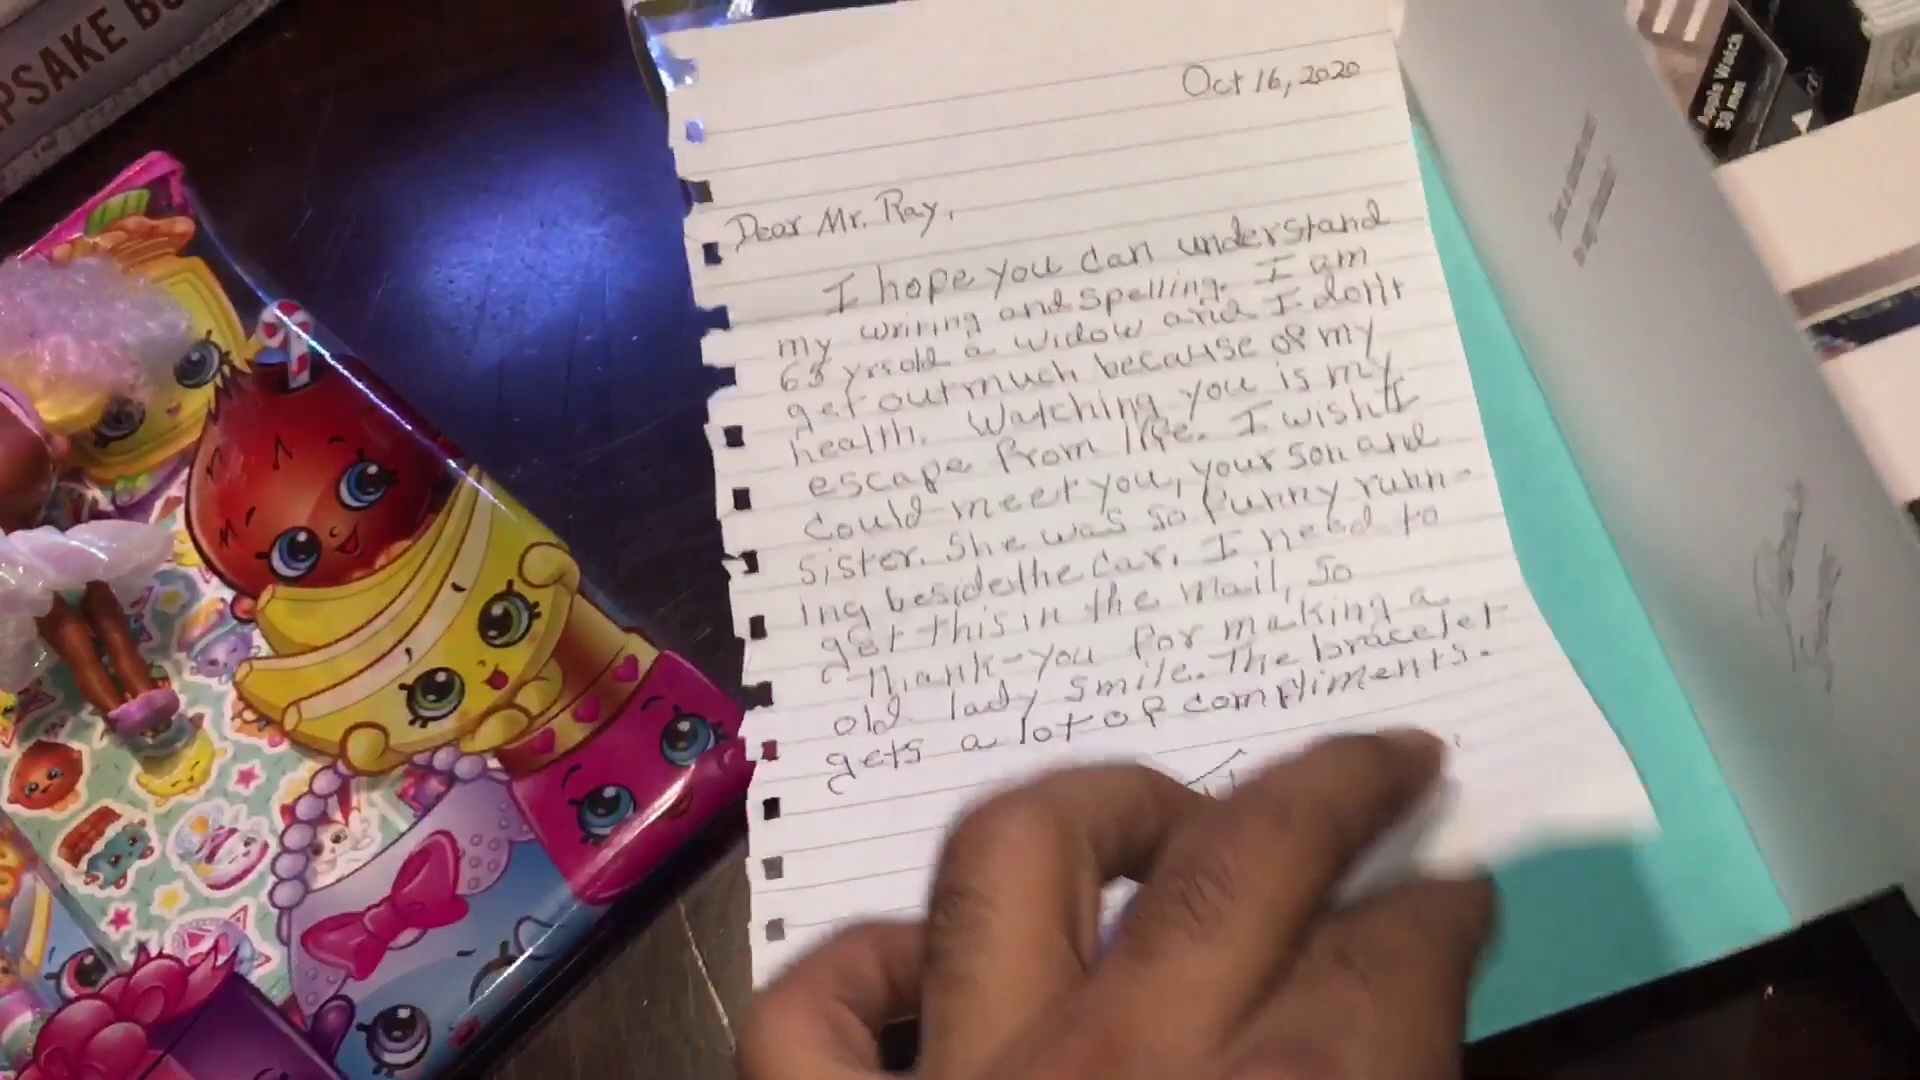 PSAKE
Apple Watch
38 mm
Oct 16, 2020
Dear Mr. Ray,
I hope you can understand
my wriring and spelling. I am
63 yrs old a widow and I don't
get out much because of my
health. Watching you is my
escape from life. I wish I
could meet you, your son and
sister. She was so funny runn-
ing beside the car. I need to
get this in the mail, so
Thank-you for making a
old lady smile. The bracelet
gets a lot of compliments.